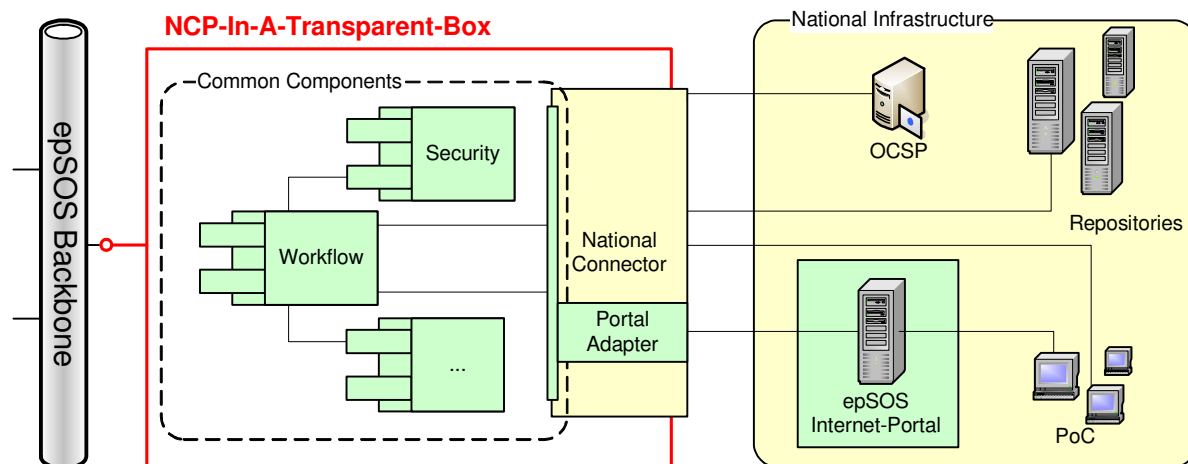 NCP-In-A-Transparent-Box
National Infrastructure
Common Components
epSOS Backbone
Security
Workflow
...
National
Connector
Portal
Adapter
OCSP
Repositories
epSOS
Internet-Portal
PoC